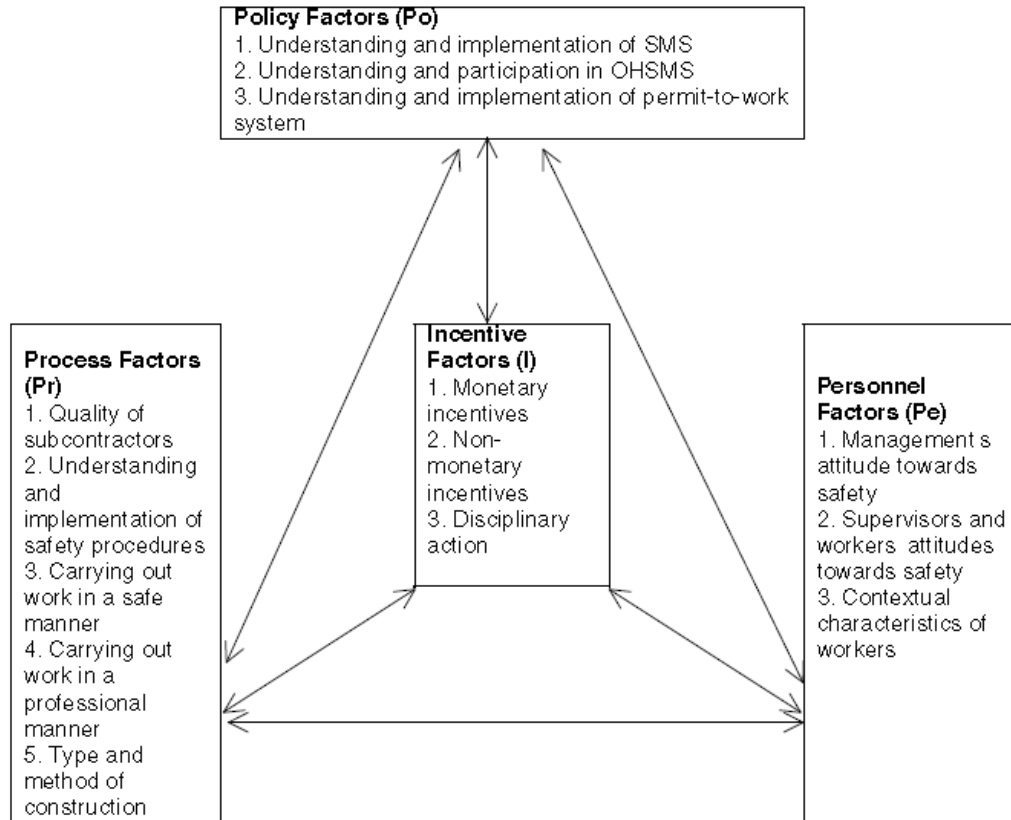 Policy Factors (Po)
1. Understanding and implementation of SMS
2. Understanding and participation in OHSMS
3. Understanding and implementation of permit-to-work
system
Process Factors
(Pr)
1. Quality of
subcontractors
2. Understanding
and
implementation of
safety procedures
3. Carrying out
work in a safe
manner
4. Carrying out
work in a
professional
manner
5. Type and
method of
construction
Incentive
Factors (I)
1. Monetary
incentives
2. Non-
monetary
incentives
3. Disciplinary
action
Personnel
Factors (Pe)
1. Management s
attitude towards
safety
2. Supervisors and
workers attitudes
towards safety
3. Contextual
characteristics of
workers